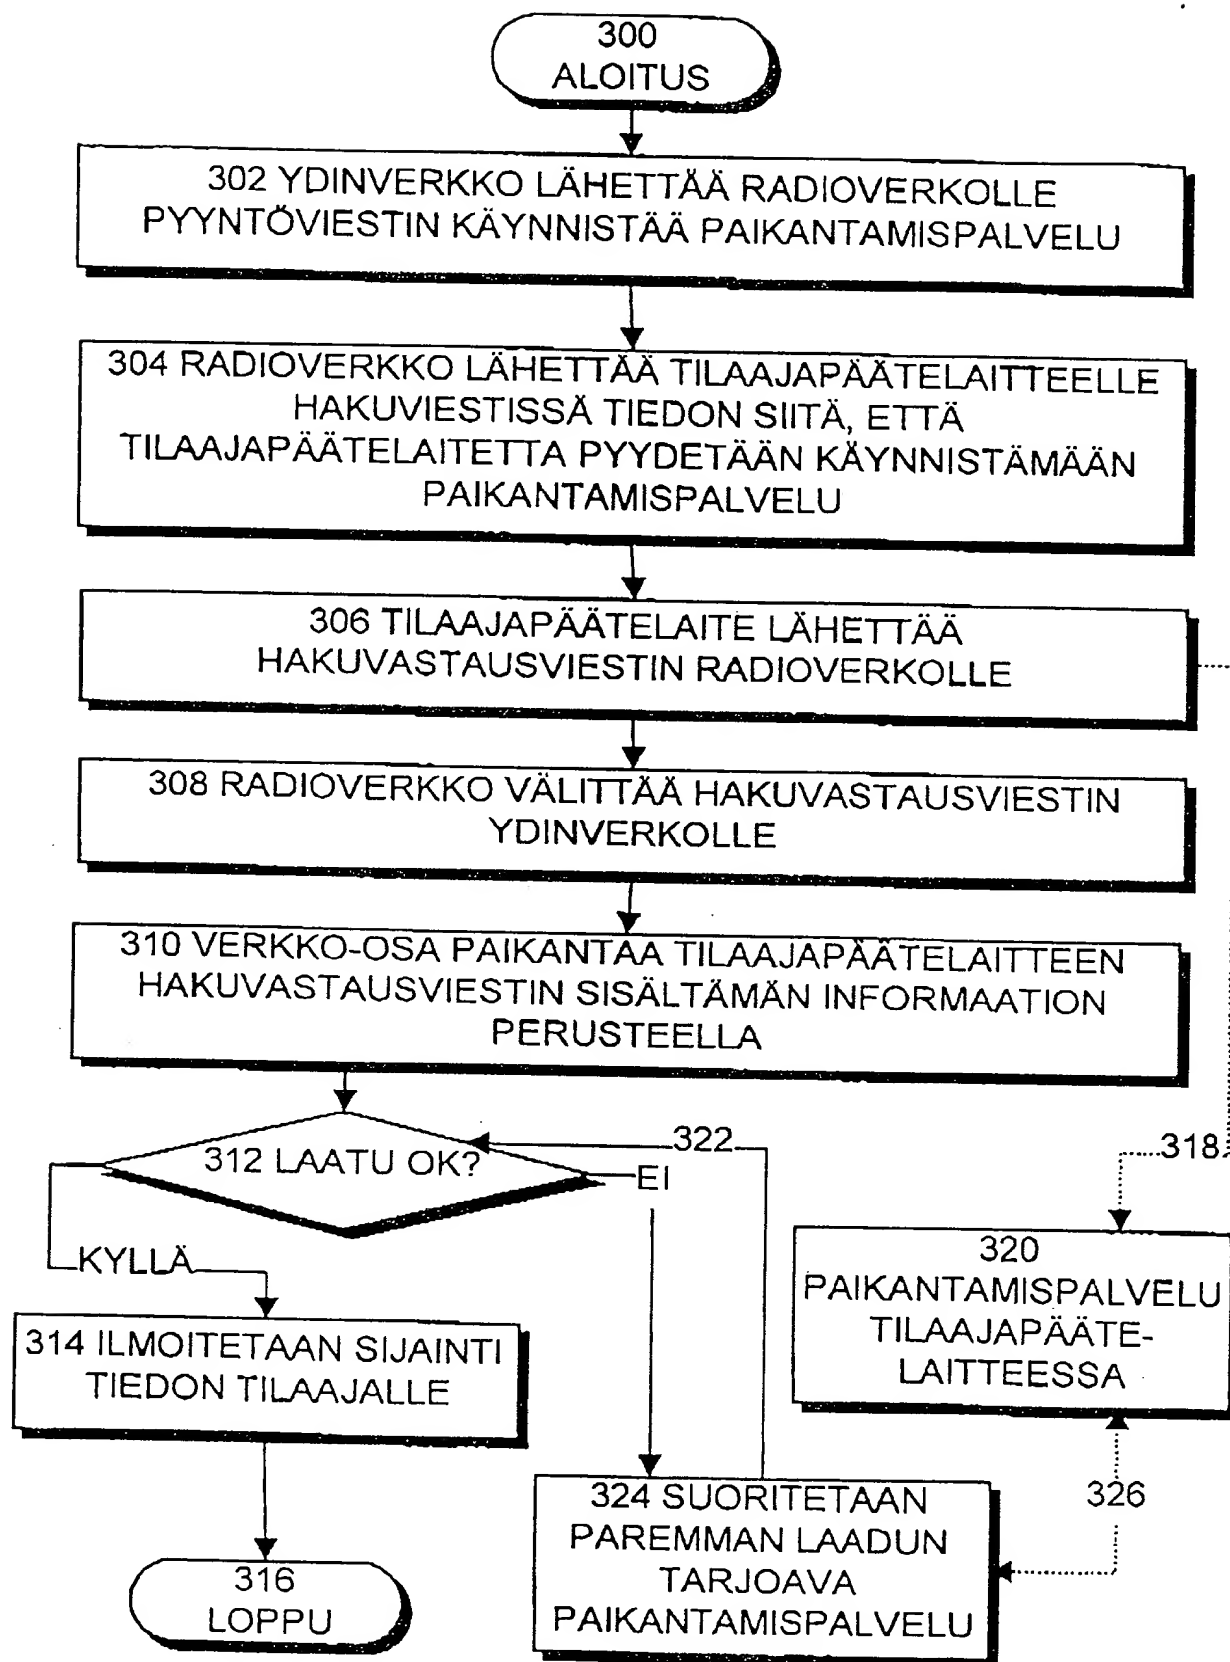 300
ALOITUS
302 YDINVERKKO LÄHETTÄÄ RADIOVERKOLLE
PYYNTÖVIESTIN KÄYNNISTÄÄ PAIKANTAMISPALVELU
304 RADIOVERKKO LÄHETTÄÄ TILAAJAPÄÄTELAITTEELLE
HAKUVIESTISSÄ TIEDON SIITÄ, ETTÄ
TILAAJAPÄÄTELAITETTA PYYDETÄÄN KÄYNNISTÄMÄÄN
PAIKANTAMISPALVELU
306 TILAAJAPÄÄTELAITE LÄHETTÄÄ
HAKUVASTAUSVIESTIN RADIOVERKOLLE
308 RADIOVERKKO VÄLITTÄÄ HAKUVASTAUSVIESTIN
YDINVERKOLLE
310 VERKKO-OSA PAIKANTAA TILAAJAPÄÄTELAITTEEN
HAKUVASTAUSVIESTIN SISÄLTÄMÄN INFORMAATION
PERUSTEELLA
312 LAATU OK?
322
EI
318
KYLLÄ
320
PAIKANTAMISPALVELU
TILAAJAPÄÄTE-
LAITTEESSA
314 ILMOITETAAN SIJAINTI
TIEDON TILAAJALLE
324 SUORITETAAN
PAREMMAN LAADUN
TARJOAVA
PAIKANTAMISPALVELU
326
316
LOPPU